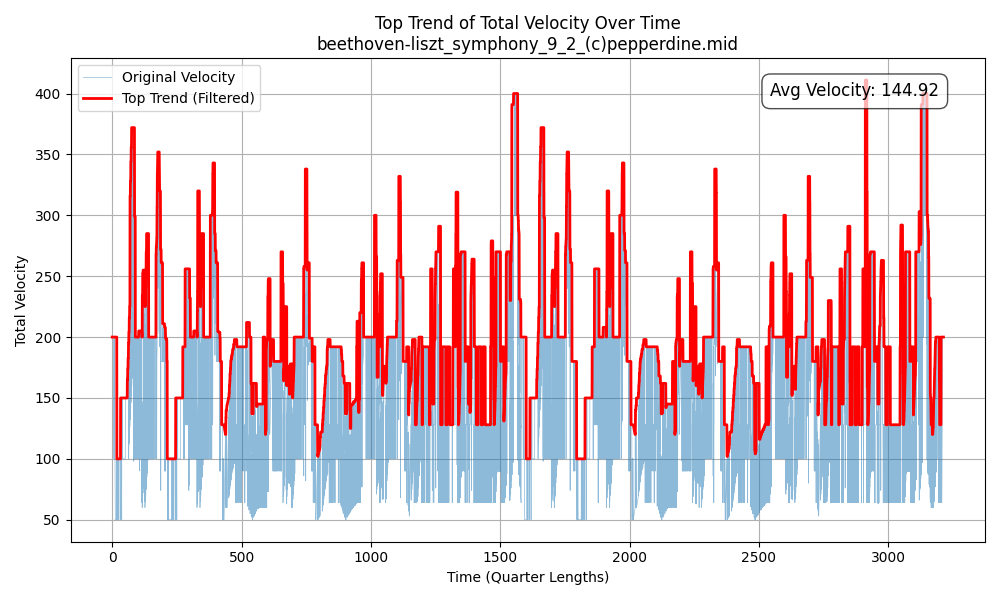 Top Trend of Total Velocity Over Time
beethoven-liszt_symphony_9_2_(c)pepperdine.mid
Original Velocity
Top Trend (Filtered)
Avg Velocity: 144.92
Total Velocity
400
350
300
250
200
150
100
50
0
500
1000
1500
2000
2500
3000
Time (Quarter Lengths)